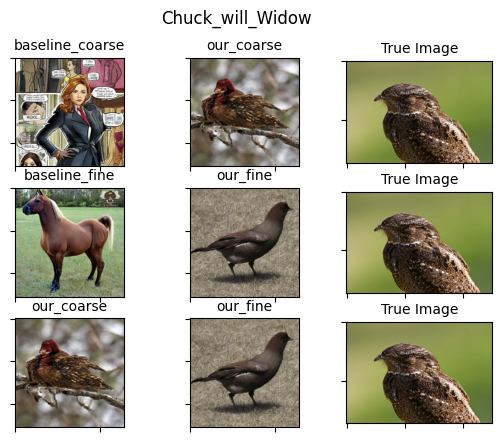 Chuck_will_Widow
baseline_coarse
our_coarse
True Image
baseline_fine
our_fine
True Image
our_coarse
our_fine
True Image